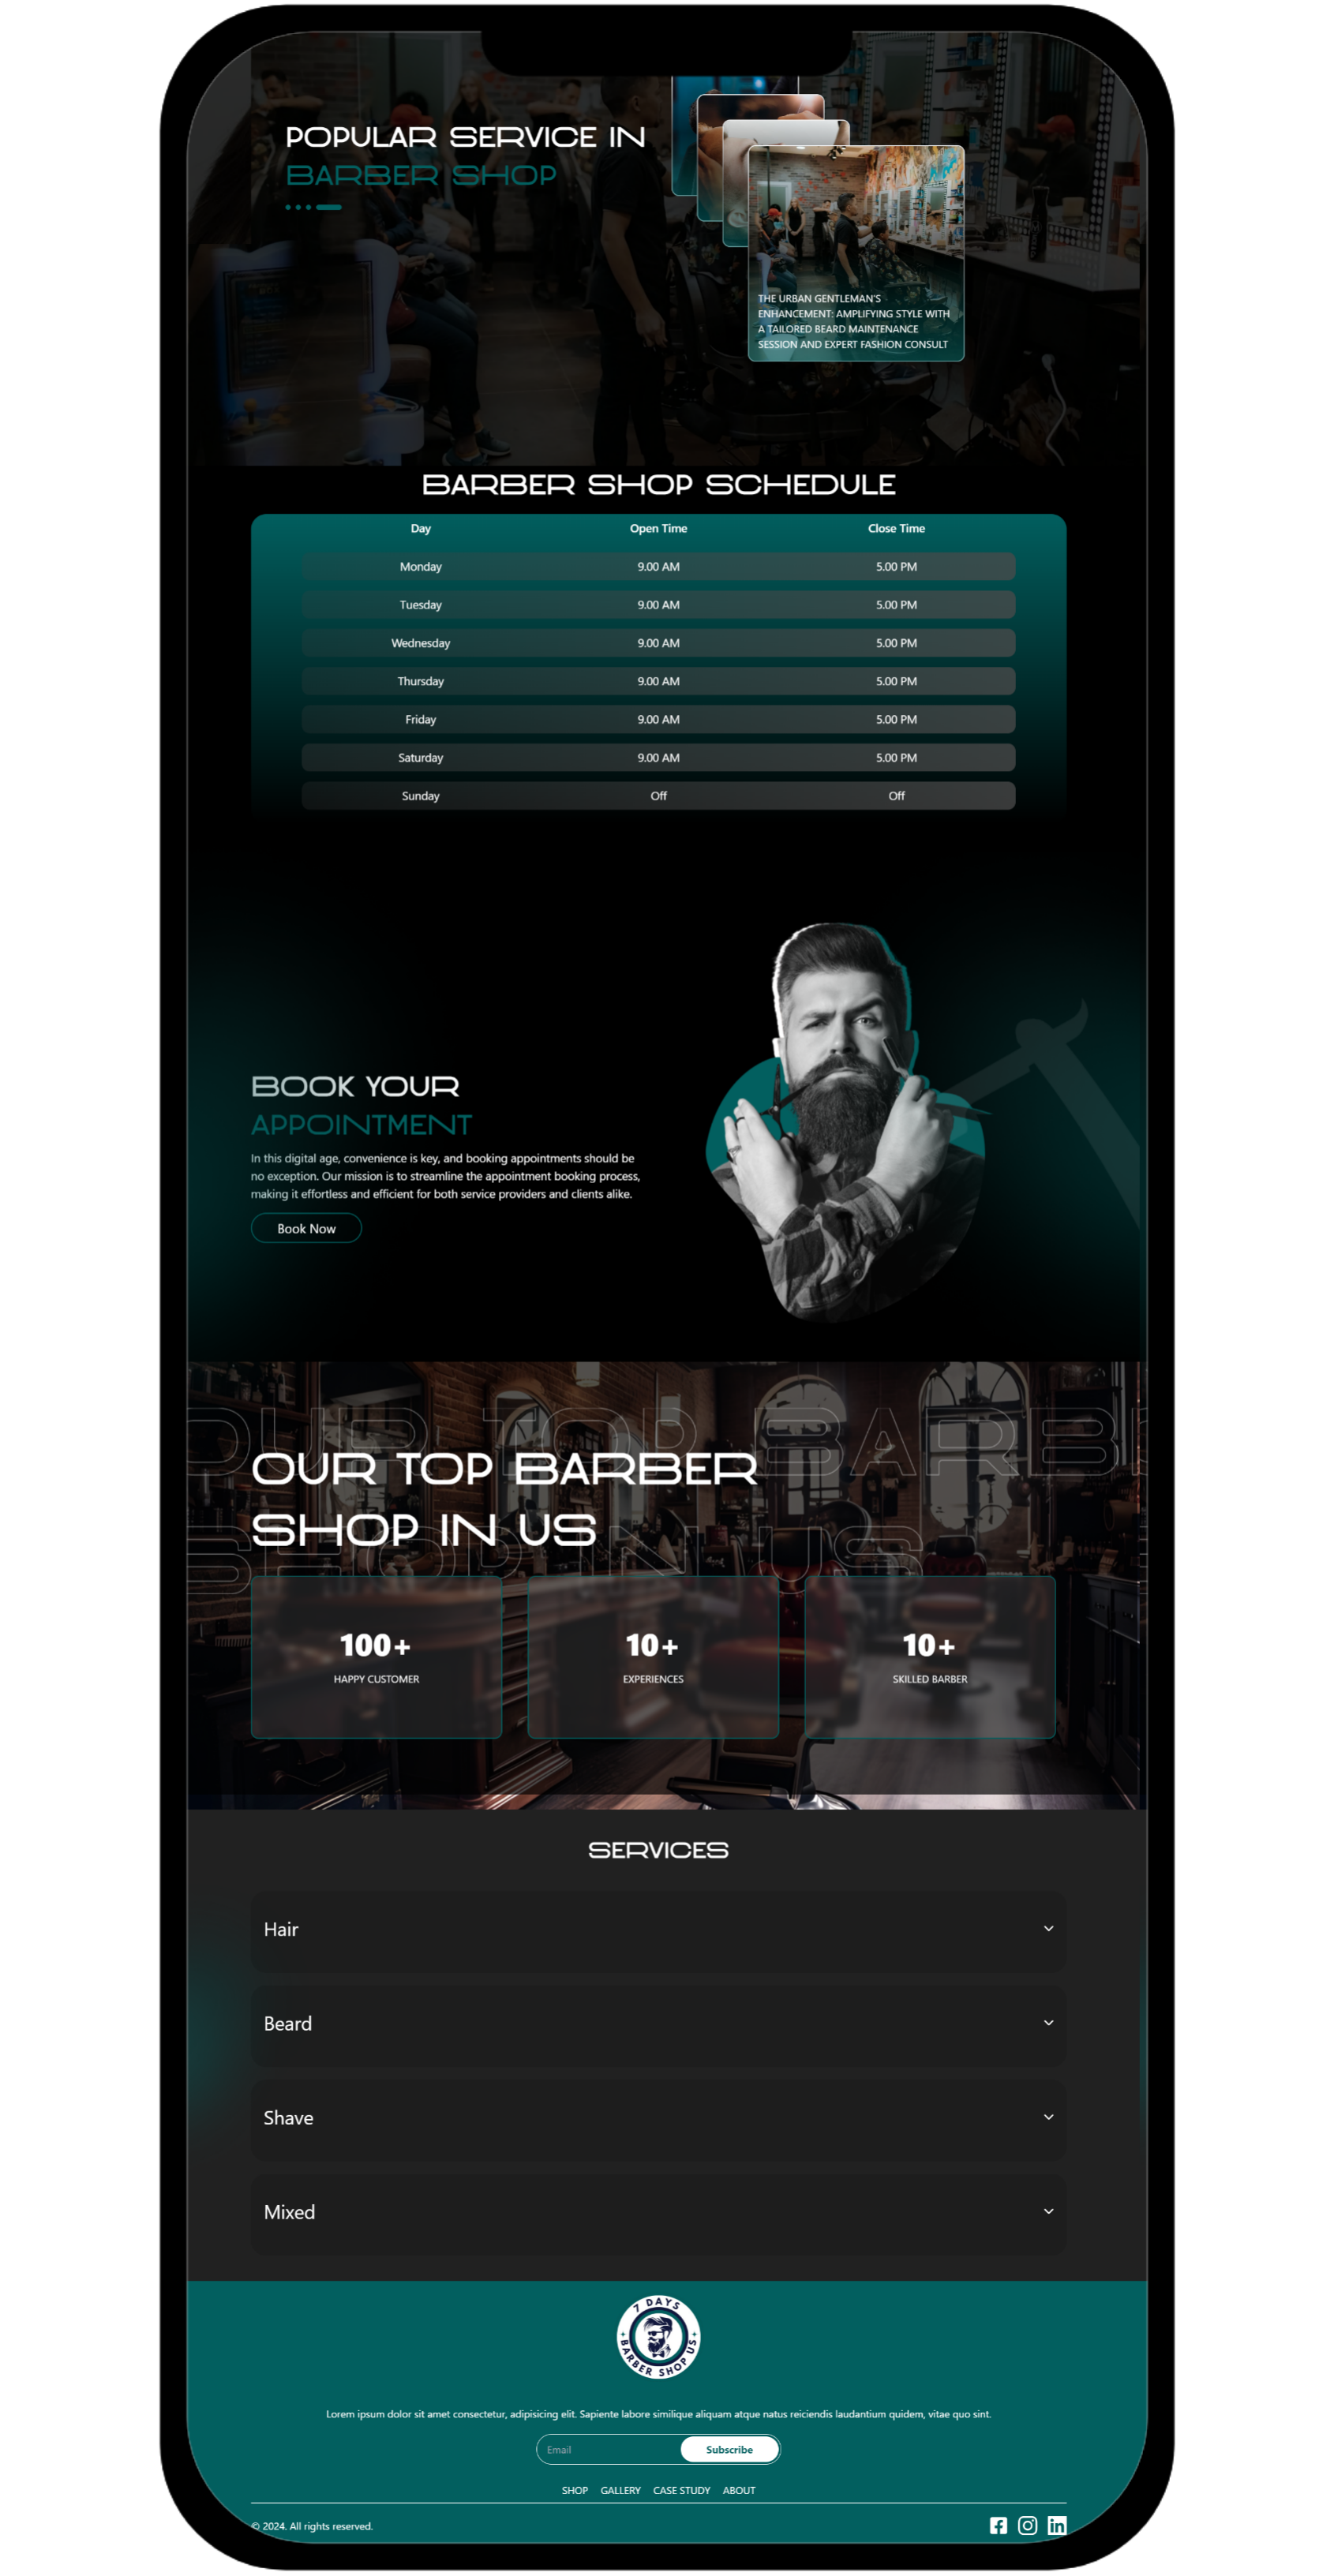 POPULAR SERVICE IN
BARBER SHOP
THE URBAN GENTLEMAN'S
ENHANCEMENT: AMPLIFYING STYLE WITH
A TAILORED BEARD MAINTENANCE
SESSION AND EXPERT FASHION CONSULT
BARBER SHOP SCHEDULE
Day Open Time Close Time
Monday 9.00 AM 5.00 PM
Tuesday 9.00 AM 5.00 PM
Wednesday 9.00 AM 5.00 PM
Thursday 9.00 AM 5.00 PM
Friday 9.00 AM 5.00 PM
Saturday 9.00 AM 5.00 PM
Sunday Off Off
BOOK YOUR
APPOINTMENT
In this digital age, convenience is key, and booking appointments should be
no exception. Our mission is to streamline the appointment booking process,
making it effortless and efficient for both service providers and clients alike.
Book Now
OUR TOP BARB
OUR TOP BARBER
SHOP IN US
SHOP IN US
100+ 10+ 10+
HAPPY CUSTOMER EXPERIENCES SKILLED BARBER
SERVICES
Hair
Beard
Shave
Mixed
7 DAYS
BARBER SHOP US
Lorem ipsum dolor sit amet consectetur, adipisicing elit. Sapiente labore similique aliquam atque natus reiciendis laudantium quidem, vitae quo sint.
Email Subscribe
SHOP GALLERY CASE STUDY ABOUT
© 2024. All rights reserved.